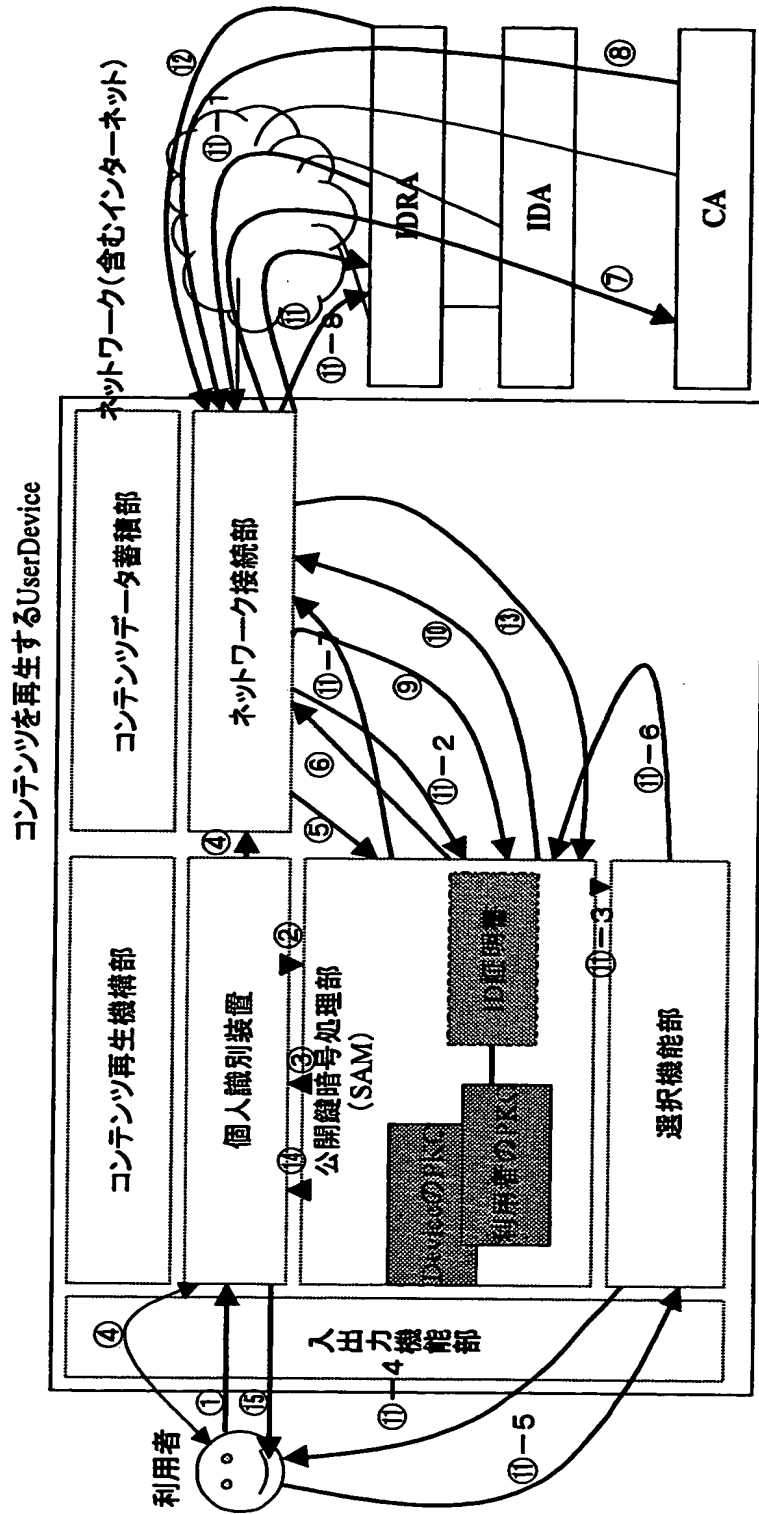 コンテンツを再生するUserDevice
ネットワーク(含むインターネット)
利用者
入出力機能部
コンテンツ再生機構部
コンテンツデータ蓄積部
個人識別装置
ネットワーク接続部
公開鍵暗号処理部
(SAM)
DeviceのPKC
利用者のPKC
ID証明書
選択機能部
IDRA
IDA
CA
①
②
③
④
④
⑤
⑥
⑦
⑧
⑨
⑩
⑪
⑪-1
⑪-2
⑪-3
⑪-4
⑪-5
⑪-6
⑪-7
⑪-8
⑫
⑬
⑭
⑮